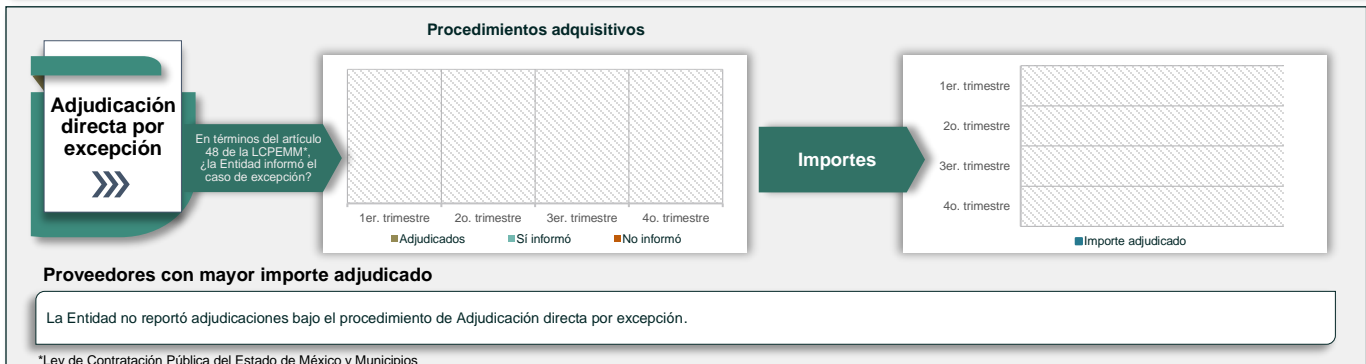 Procedimientos adquisitivos
Adjudicación
directa por
excepción
En términos del artículo
48 de la LCPEMM*,
¿la Entidad informó el
caso de excepción?
1er. trimestre 2o. trimestre 3er. trimestre 4o. trimestre
Adjudicados Sí informó No informó
Importes
1er. trimestre
2o. trimestre
3er. trimestre
4o. trimestre
Importe adjudicado
Proveedores con mayor importe adjudicado
La Entidad no reportó adjudicaciones bajo el procedimiento de Adjudicación directa por excepción.
*Ley de Contratación Pública del Estado de México y Municipios